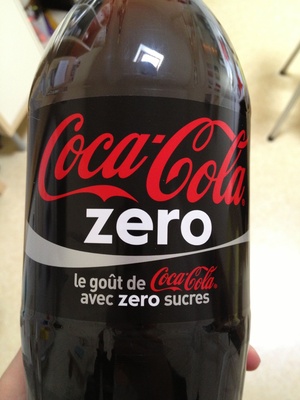 Coca-Cola
zero
le goût de Coca-Cola
avec zero sucres